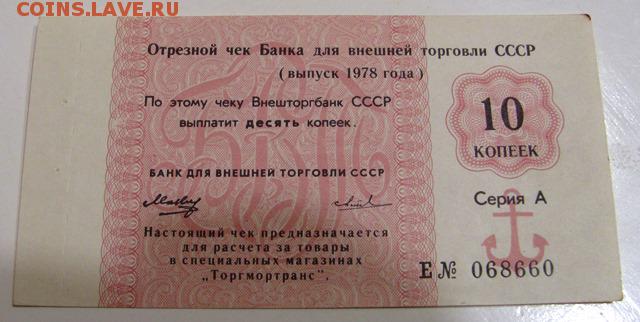 COINS.LAVE.RU
Отрезной чек Банка для внешней торговли СССР
(выпуск 1978 года)
По этому чеку Внешторгбанк СССР
выплатит десять копеек.
10
КОПЕЕК
БАНК ДЛЯ ВНЕШНЕЙ ТОРГОВЛИ СССР
Серия А
Настоящий чек предназначается
для расчета за товары
в специальных магазинах
„Торгмортранс".
Е№ 068660